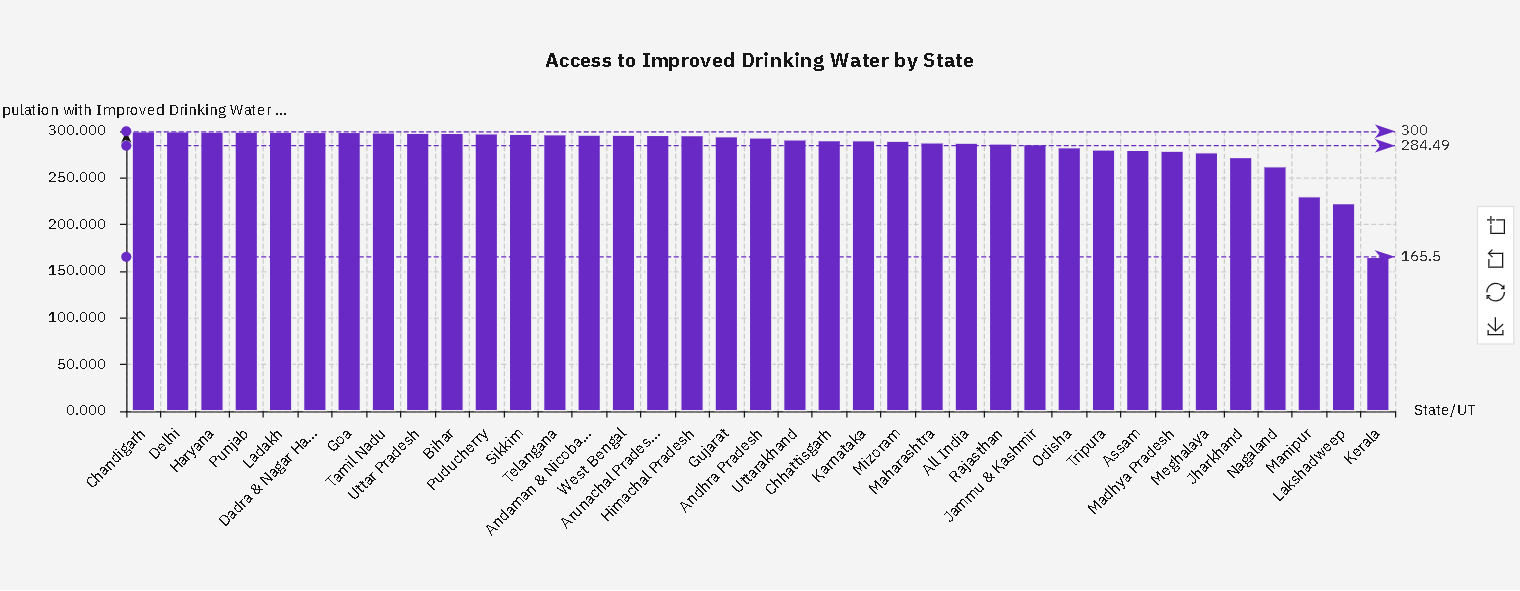 Access to Improved Drinking Water by State
pulation with Improved Drinking Water ...
300.000
250.000
200.000
150.000
100.000
50.000
0.000
300
284.49
165.5
State/UT
Chandigarh
Delhi
Haryana
Punjab
Ladakh
Dadra & Nagar Ha...
Goa
Tamil Nadu
Uttar Pradesh
Bihar
Puducherry
Sikkim
Telangana
Andaman & Nicoba...
West Bengal
Arunachal Prades...
Himachal Pradesh
Gujarat
Andhra Pradesh
Uttarakhand
Chhattisgarh
Karnataka
Mizoram
Maharashtra
All India
Rajasthan
Jammu & Kashmir
Odisha
Tripura
Assam
Madhya Pradesh
Meghalaya
Jharkhand
Nagaland
Manipur
Lakshadweep
Kerala